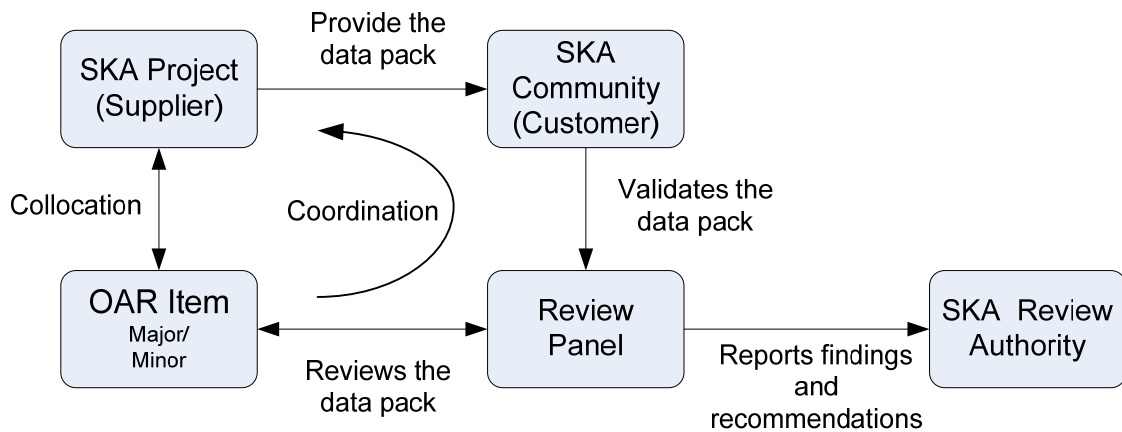 Provide the
data pack
SKA Project
(Supplier)
SKA
Community
(Customer)
Collocation
Coordination
Validates the
data pack
OAR Item
Major/
Minor
Reviews the
data pack
Review
Panel
Reports findings
and
recommendations
SKA Review
Authority